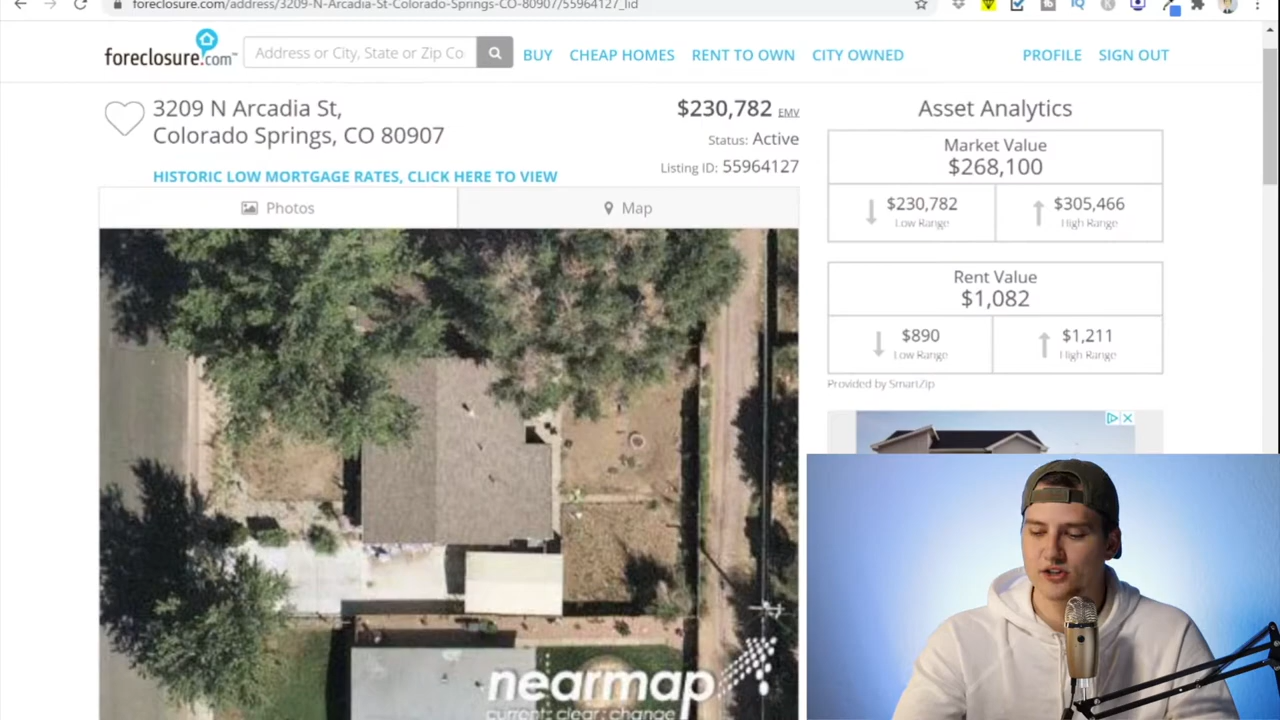 foreclosure.com/address/3209-N-Arcadia-St-Colorado-Springs-CO-80907/55964127_lid
foreclosure.com™
Address or City, State or Zip Co
BUY CHEAP HOMES RENT TO OWN CITY OWNED PROFILE SIGN OUT
3209 N Arcadia St,
Colorado Springs, CO 80907
$230,782 EMV
Status: Active
Listing ID: 55964127
HISTORIC LOW MORTGAGE RATES, CLICK HERE TO VIEW
Photos
Map
nearmap
current:clear:change
Asset Analytics
Market Value
$268,100
$230,782
Low Range
$305,466
High Range
Rent Value
$1,082
$890
Low Range
$1,211
High Range
Provided by SmartZip